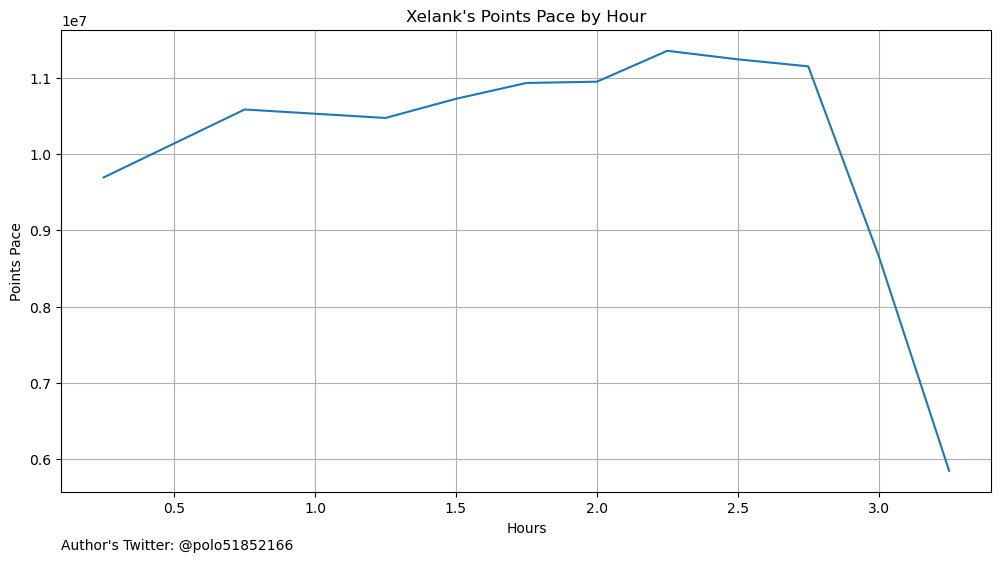 Xelank's Points Pace by Hour
1e7
1.1
1.0
0.9
0.8
0.7
0.6
Points Pace
0.5 1.0 1.5 2.0 2.5 3.0
Hours
Author's Twitter: @polo51852166